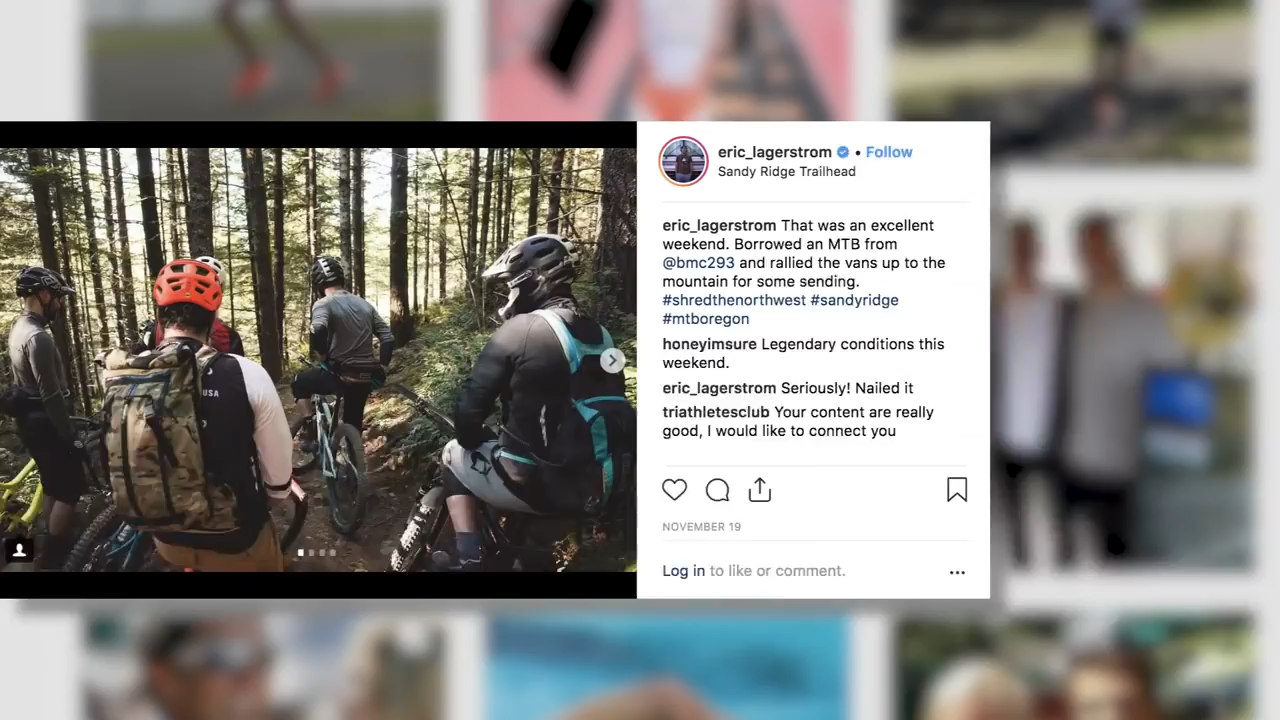 eric_lagerstrom • Follow
Sandy Ridge Trailhead
eric_lagerstrom That was an excellent
weekend. Borrowed an MTB from
@bmc293 and rallied the vans up to the
mountain for some sending.
#shredthenorthwest #sandyridge
#mtboregon
honeyimsure Legendary conditions this
weekend.
eric_lagerstrom Seriously! Nailed it
triathletesclub Your content are really
good, I would like to connect you
NOVEMBER 19
Log in to like or comment.
USA